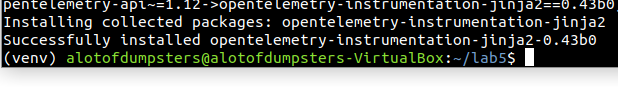 pentelemetry-api~=1.12->opentelemetry-instrumentation-jinja2==0.43b0
Installing collected packages: opentelemetry-instrumentation-jinja2
Successfully installed opentelemetry-instrumentation-jinja2-0.43b0
(venv) alotofdumpsters@alotofdumpsters-VirtualBox:~/lab5$